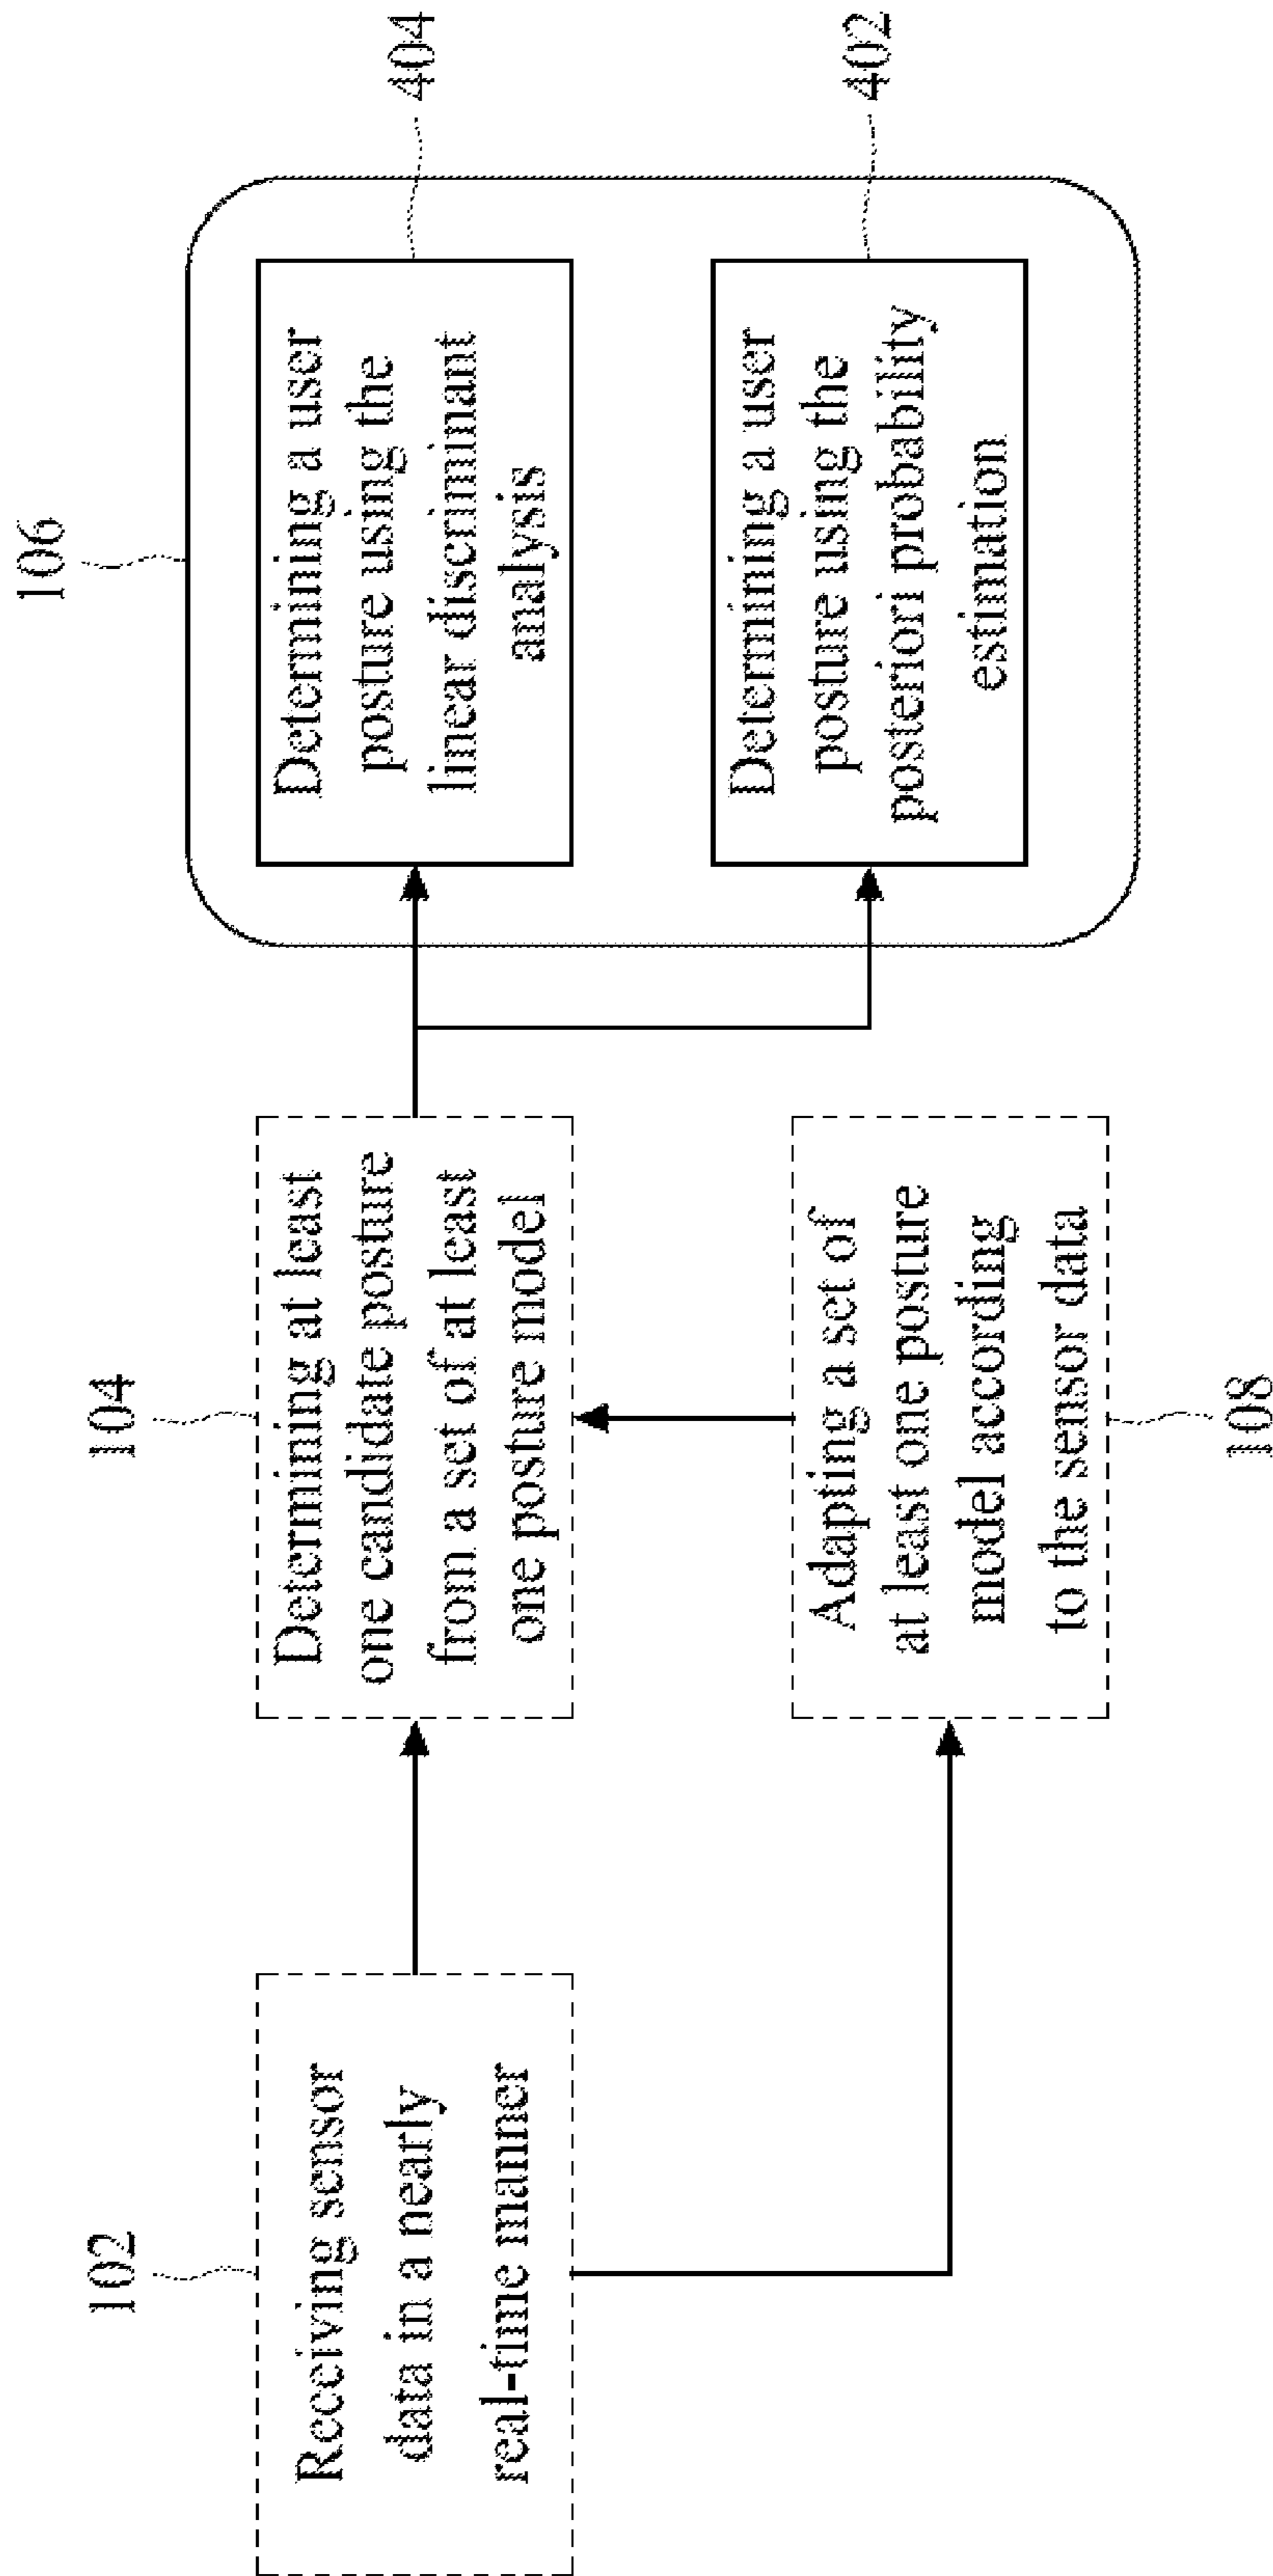 102
Receiving sensor
data in a nearly
real-time manner
104
Determining at least
one candidate posture
from a set of at least
one posture model
Adapting a set of
at least one posture
model according
to the sensor data
108
106
Determining a user
posture using the
linear discriminant
analysis
404
Determining a user
posture using the
posteriori probability
estimation
402